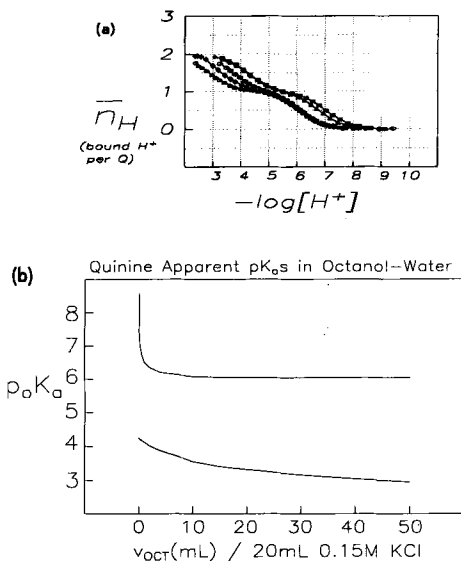 (a)
3
2
1
0
n̅H
(bound H+
per Q)
3 4 5 6 7 8 9 10
-log[H+]
(b)
Quinine Apparent pKas in Octanol-Water
8
7
6
5
4
3
poKa
0 10 20 30 40 50
vOCT(mL) / 20mL 0.15M KCl